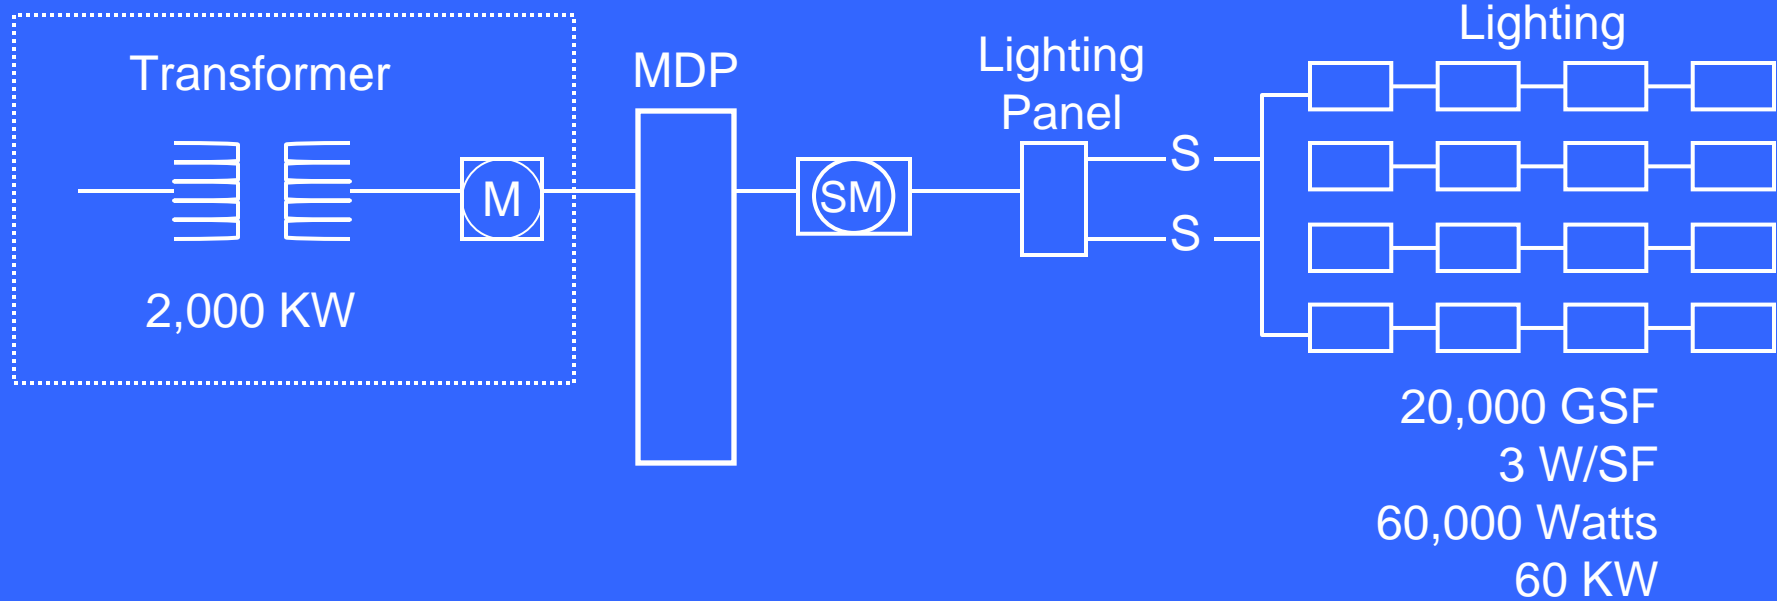 Transformer
2,000 KW
M
MDP
SM
Lighting
Panel
S
S
Lighting
20,000 GSF
3 W/SF
60,000 Watts
60 KW